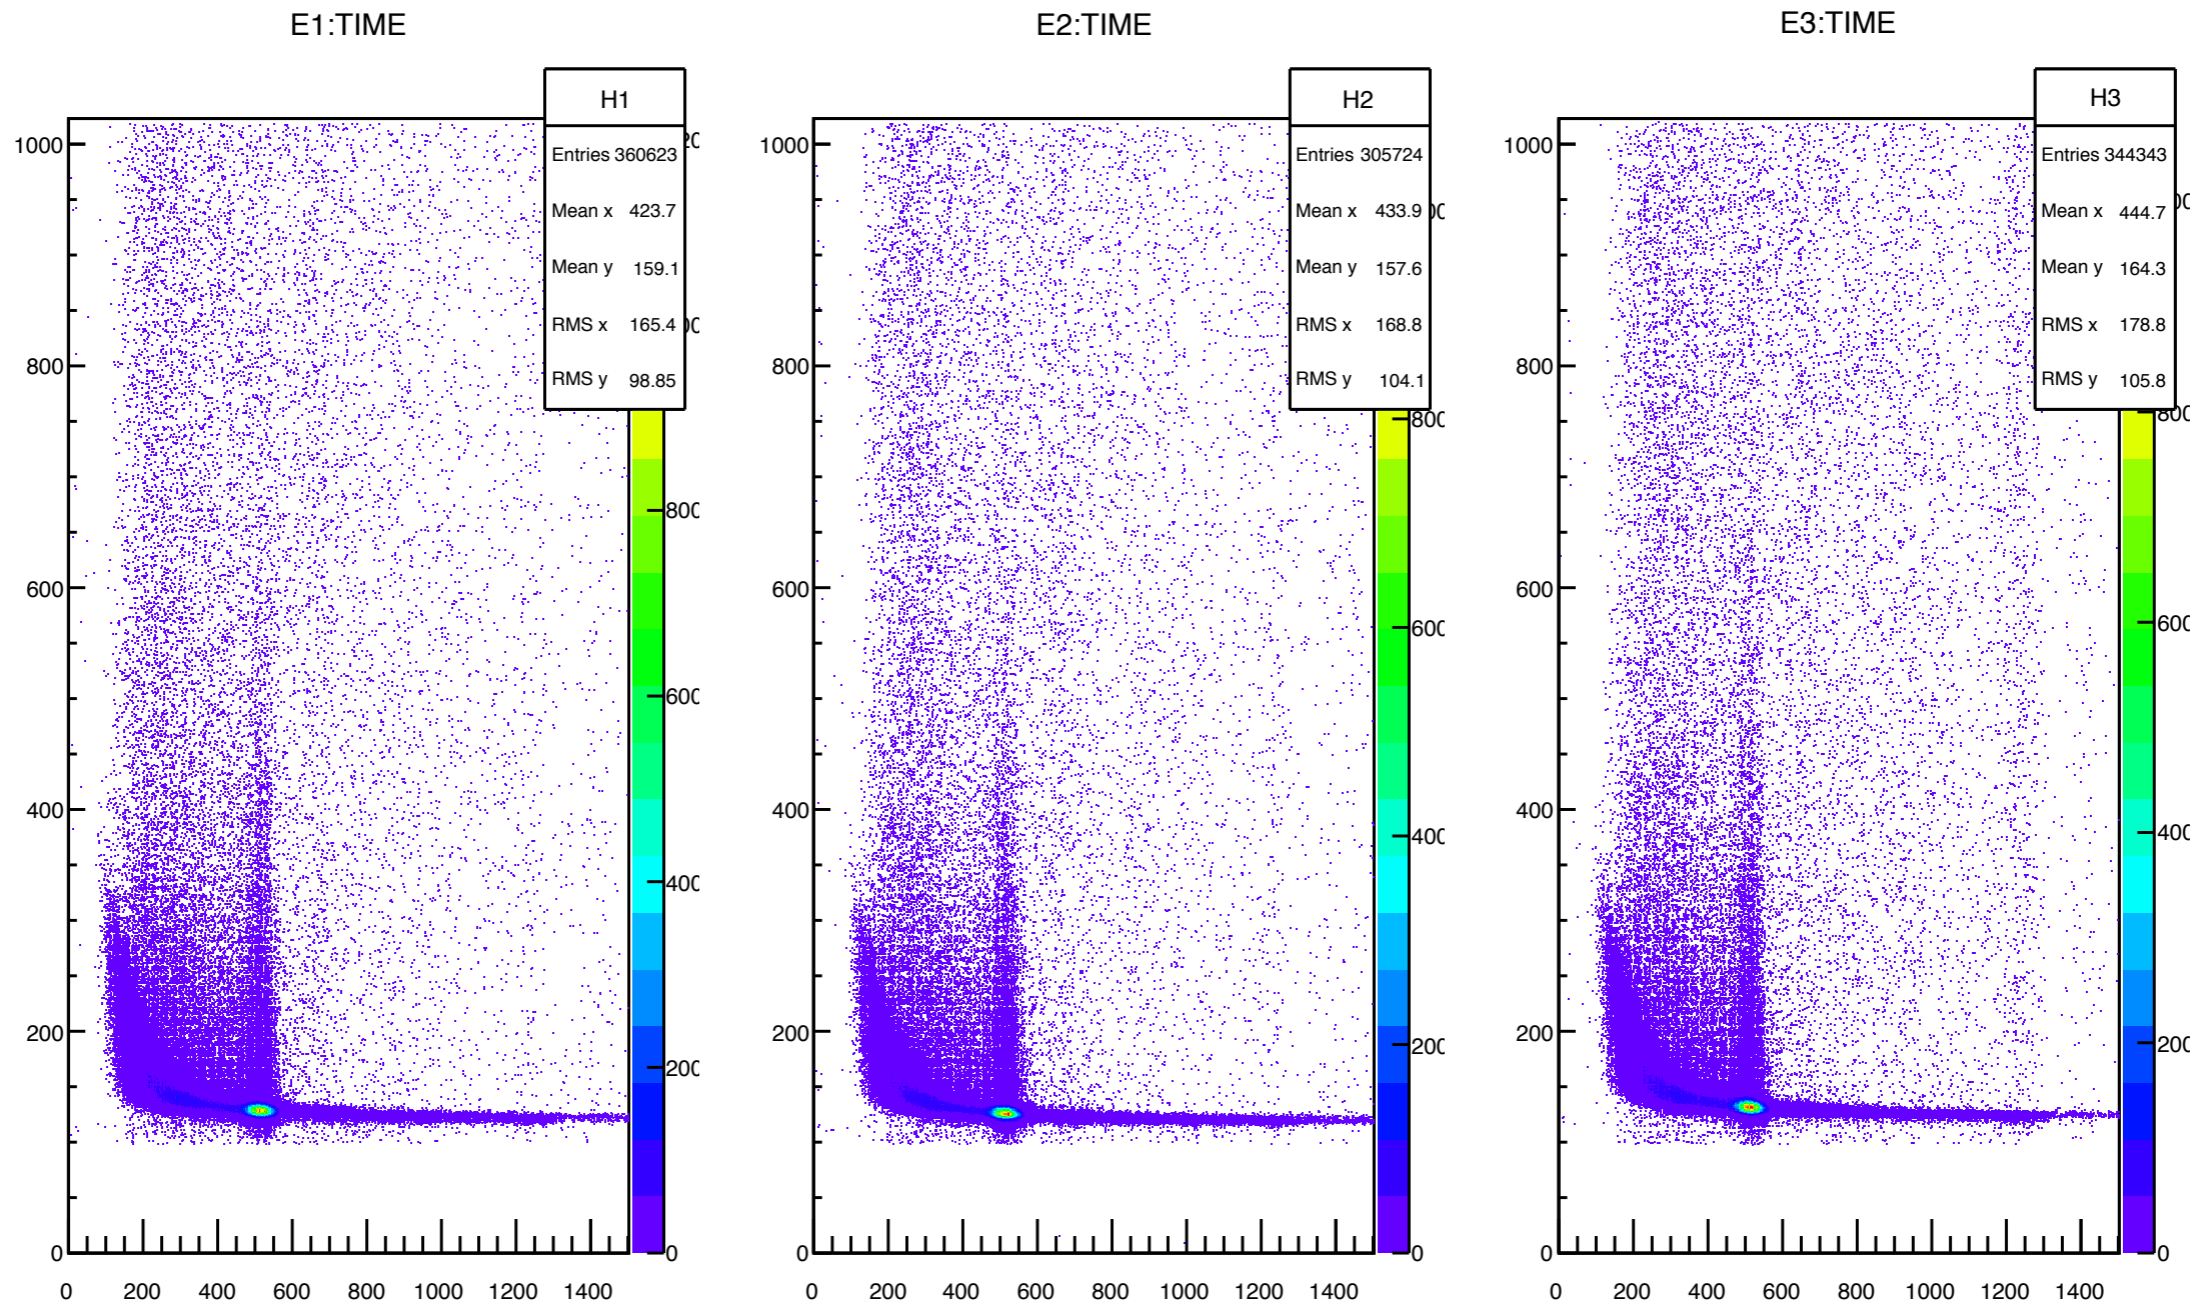 E1:TIME
H1
Entries 360623
Mean x 423.7
Mean y 159.1
RMS x 165.4
RMS y 98.85
1000
800
600
400
200
0
0 200 400 600 800 1000 1200 1400
800
600
400
200
0
E2:TIME
H2
Entries 305724
Mean x 433.9
Mean y 157.6
RMS x 168.8
RMS y 104.1
1000
800
600
400
200
0
0 200 400 600 800 1000 1200 1400
800
600
400
200
0
E3:TIME
H3
Entries 344343
Mean x 444.7
Mean y 164.3
RMS x 178.8
RMS y 105.8
1000
800
600
400
200
0
0 200 400 600 800 1000 1200 1400
800
600
400
200
0